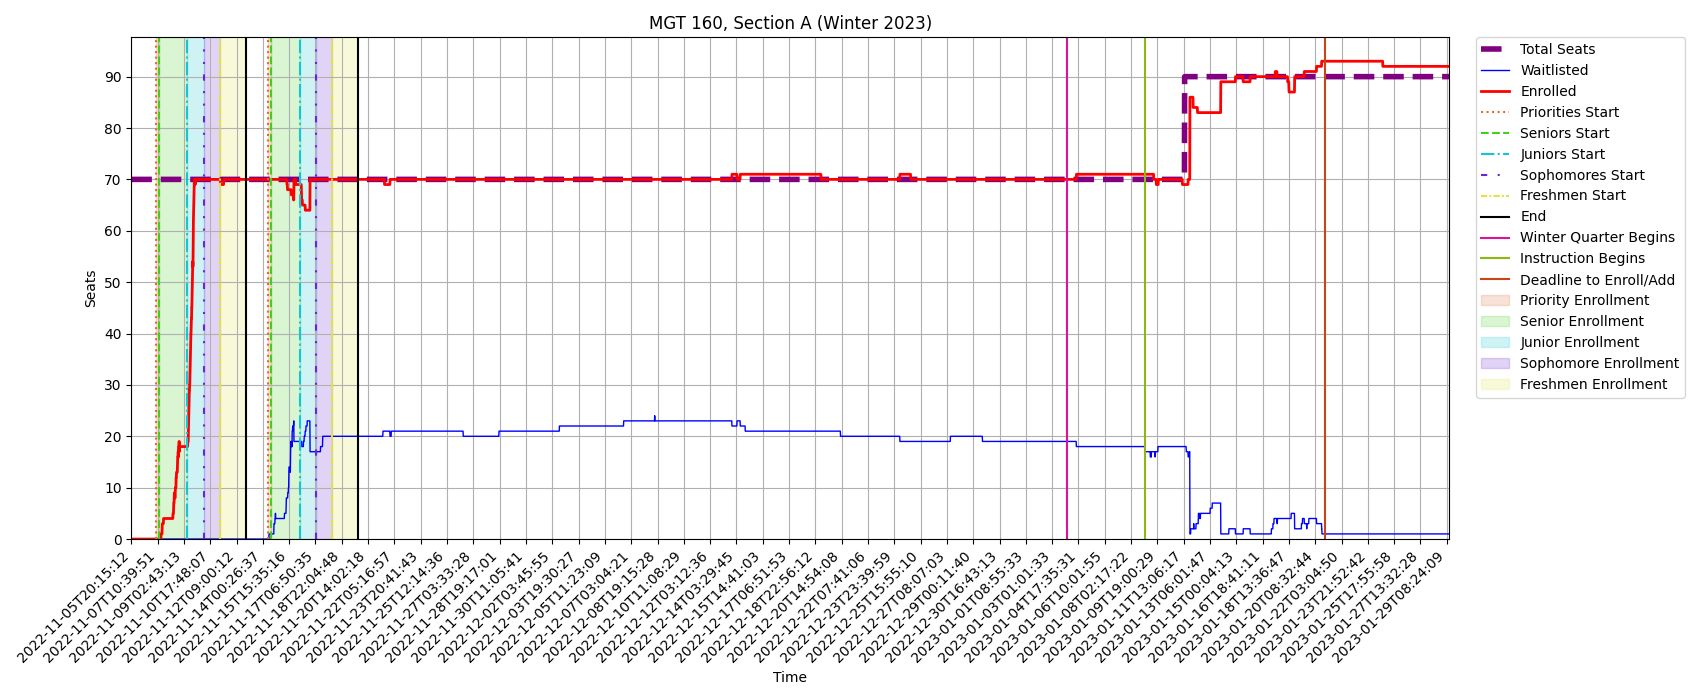 MGT 160, Section A (Winter 2023)
Seats
90
80
70
60
50
40
30
20
10
0
2022-11-05T20:15:12
2022-11-07T10:39:51
2022-11-09T02:43:13
2022-11-10T17:48:07
2022-11-12T09:00:12
2022-11-14T00:26:37
2022-11-15T15:35:16
2022-11-17T06:50:35
2022-11-18T22:04:48
2022-11-20T14:02:18
2022-11-22T05:16:57
2022-11-23T20:41:43
2022-11-25T12:14:36
2022-11-27T03:33:28
2022-11-28T19:17:01
2022-11-30T11:05:41
2022-12-02T03:45:55
2022-12-03T19:30:27
2022-12-05T11:23:09
2022-12-07T03:04:21
2022-12-08T19:15:28
2022-12-10T11:08:29
2022-12-12T03:12:36
2022-12-14T03:29:45
2022-12-15T14:41:03
2022-12-17T06:51:53
2022-12-18T22:56:12
2022-12-20T14:54:08
2022-12-22T07:41:06
2022-12-23T23:39:59
2022-12-25T15:55:10
2022-12-27T08:07:03
2022-12-29T00:11:40
2022-12-30T16:43:13
2023-01-01T08:55:33
2023-01-03T01:01:33
2023-01-04T17:35:31
2023-01-06T10:01:55
2023-01-08T02:17:22
2023-01-09T19:00:29
2023-01-11T13:06:17
2023-01-13T06:01:47
2023-01-15T00:04:13
2023-01-16T18:41:11
2023-01-18T13:36:47
2023-01-20T08:32:44
2023-01-22T03:04:50
2023-01-23T21:52:42
2023-01-25T17:55:58
2023-01-27T13:32:28
2023-01-29T08:24:09
Time
Total Seats
Waitlisted
Enrolled
Priorities Start
Seniors Start
Juniors Start
Sophomores Start
Freshmen Start
End
Winter Quarter Begins
Instruction Begins
Deadline to Enroll/Add
Priority Enrollment
Senior Enrollment
Junior Enrollment
Sophomore Enrollment
Freshmen Enrollment